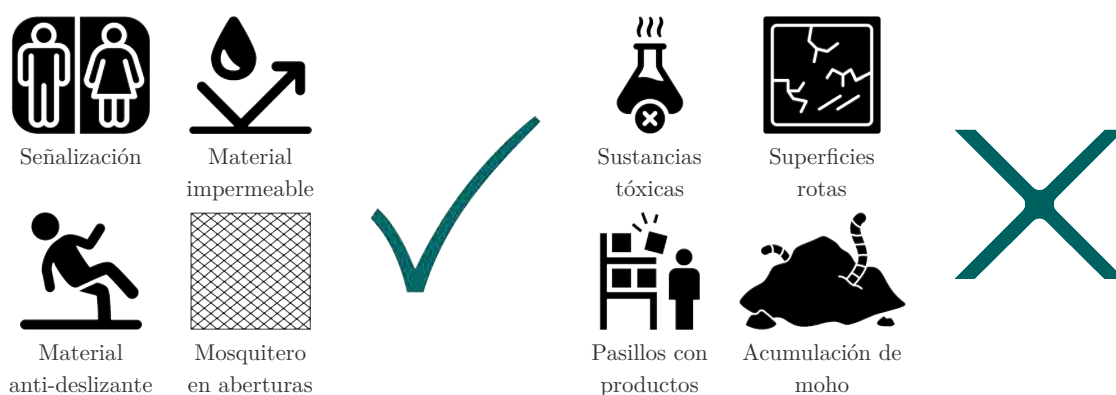 Señalización
Material
impermeable
Sustancias
tóxicas
Superficies
rotas
Material
anti-deslizante
Mosquitero
en aberturas
Pasillos con
productos
Acumulación de
moho